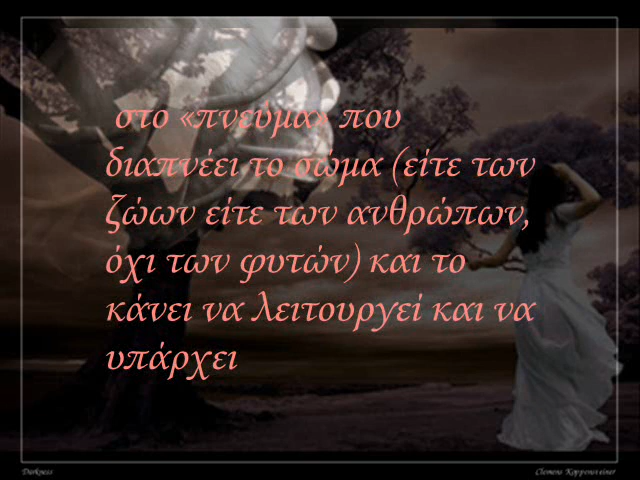 στο «πνεύμα» που
διαπνέει το σώμα (είτε των
ζώων είτε των ανθρώπων,
όχι των φυτών) και το
κάνει να λειτουργεί και να
υπάρχει
Darkness